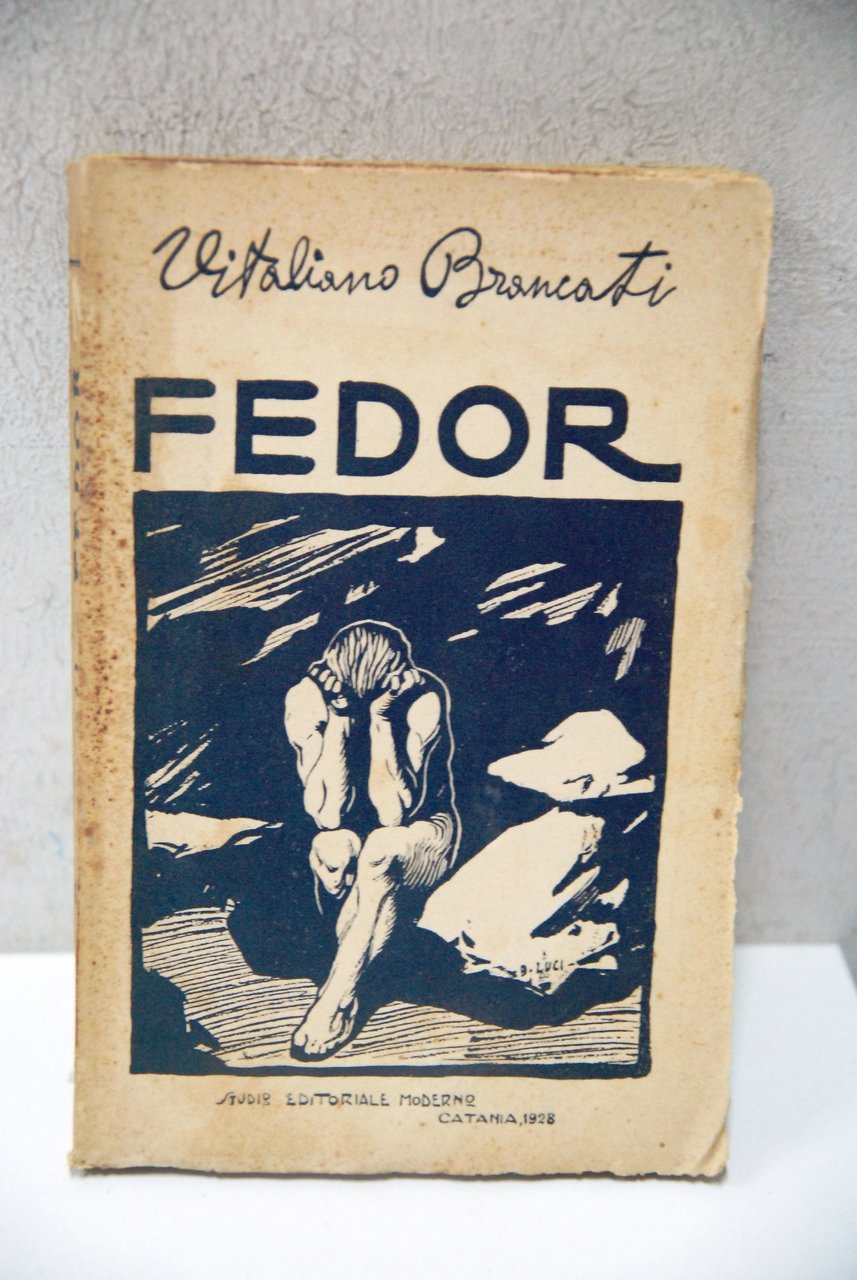 Vitaliano Brancati
FEDOR
B. LUCI
STUDIO EDITORIALE MODERNO
CATANIA, 1928